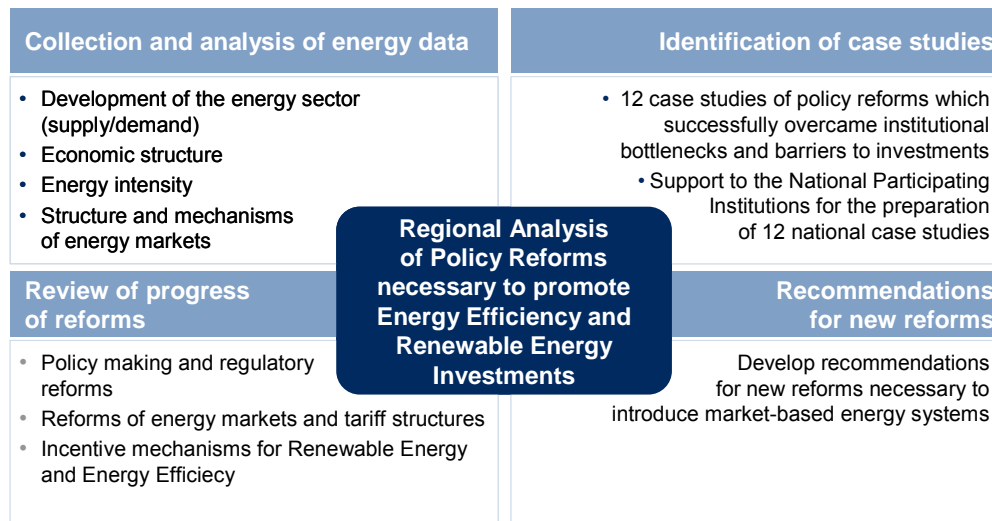 Collection and analysis of energy data
• Development of the energy sector
(supply/demand)
• Economic structure
• Energy intensity
• Structure and mechanisms
of energy markets
Identification of case studies
• 12 case studies of policy reforms which
successfully overcame institutional
bottlenecks and barriers to investments
• Support to the National Participating
Institutions for the preparation
of 12 national case studies
Regional Analysis
of Policy Reforms
necessary to promote
Energy Efficiency and
Renewable Energy
Investments
Review of progress
of reforms
• Policy making and regulatory
reforms
• Reforms of energy markets and tariff structures
• Incentive mechanisms for Renewable Energy
and Energy Efficiecy
Recommendations
for new reforms
Develop recommendations
for new reforms necessary to
introduce market-based energy systems